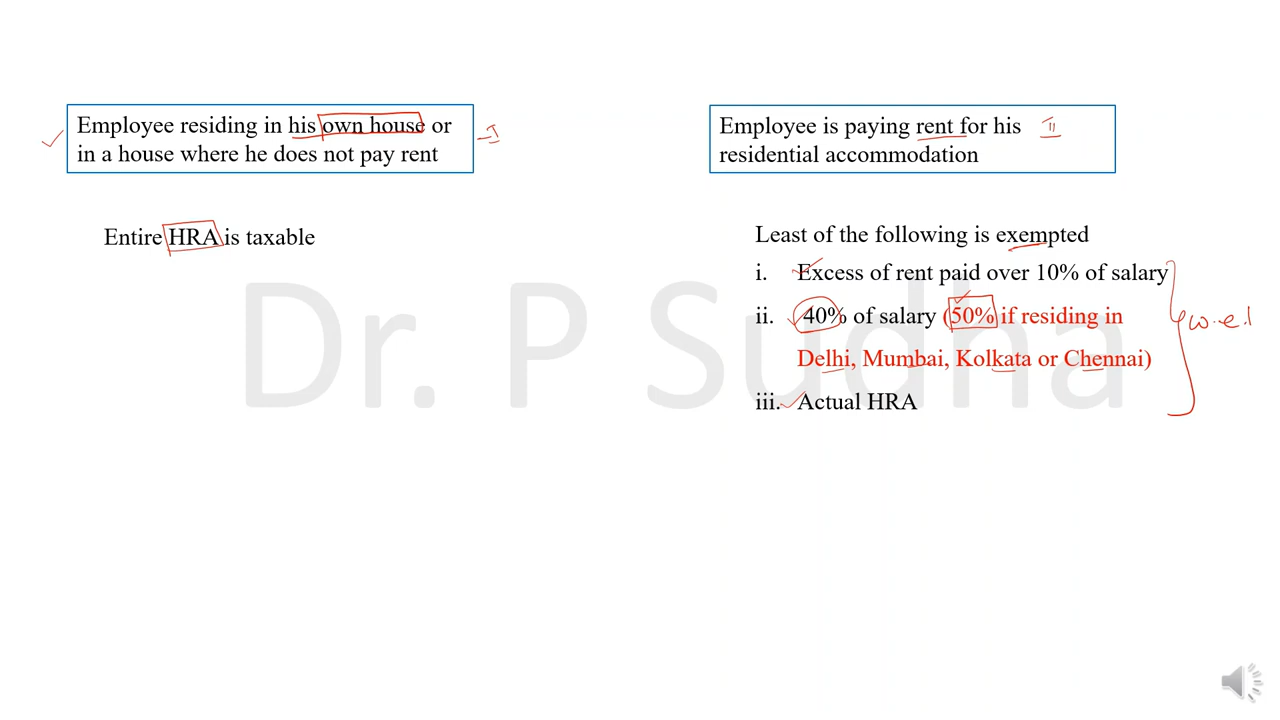 Employee residing in his own house or
in a house where he does not pay rent
I
Entire HRA is taxable
Employee is paying rent for his
residential accommodation
II
Least of the following is exempted
i. Excess of rent paid over 10% of salary
ii. 40% of salary (50% if residing in
Delhi, Mumbai, Kolkata or Chennai)
iii. Actual HRA
w.e.l
Dr. P Sudha